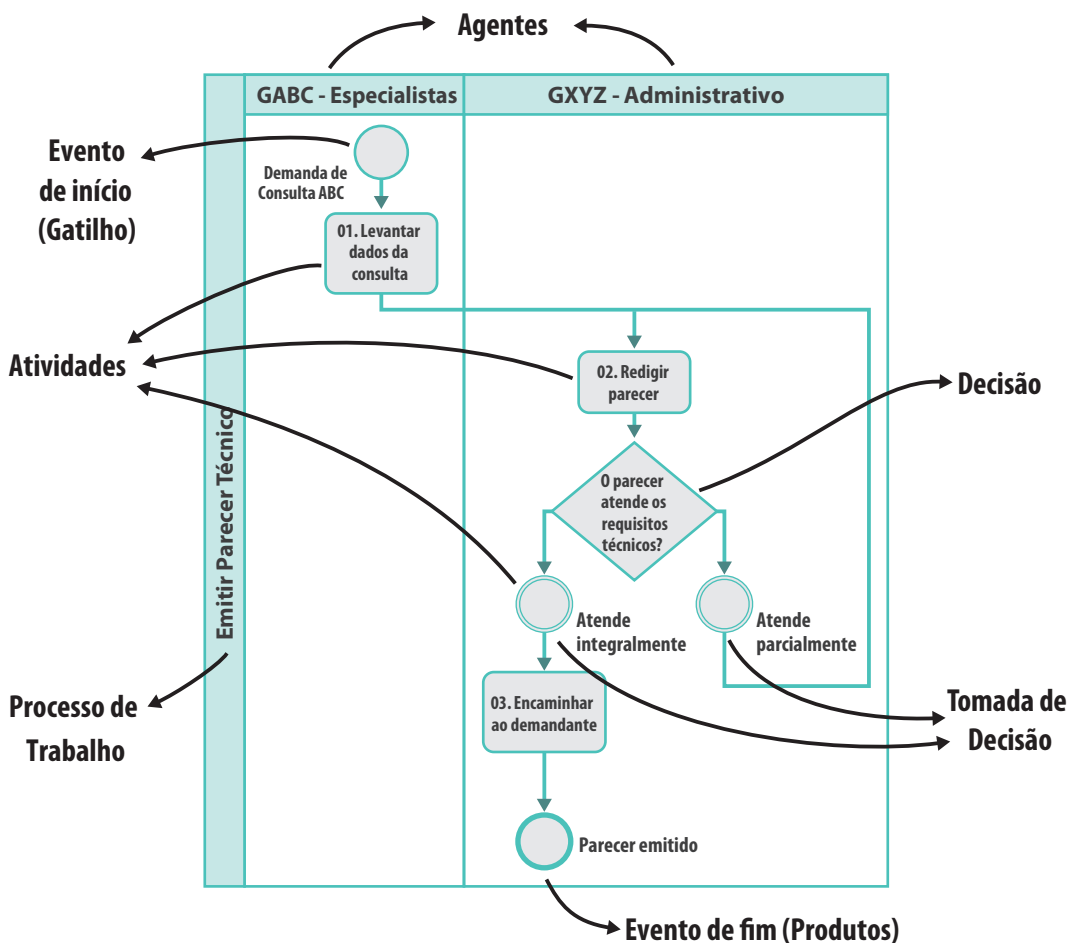 Agentes
GABC - Especialistas
GXYZ - Administrativo
Evento
de início
(Gatilho)
Demanda de
Consulta ABC
01. Levantar
dados da
consulta
Atividades
02. Redigir
parecer
Decisão
O parecer
atende os
requisitos
técnicos?
Emitir Parecer Técnico
Atende
integralmente
Atende
parcialmente
03. Encaminhar
ao demandante
Processo de
Trabalho
Tomada de
Decisão
Parecer emitido
Evento de fim (Produtos)